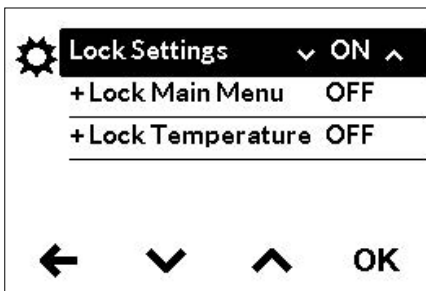 Lock Settings ON
+Lock Main Menu OFF
+Lock Temperature OFF
OK